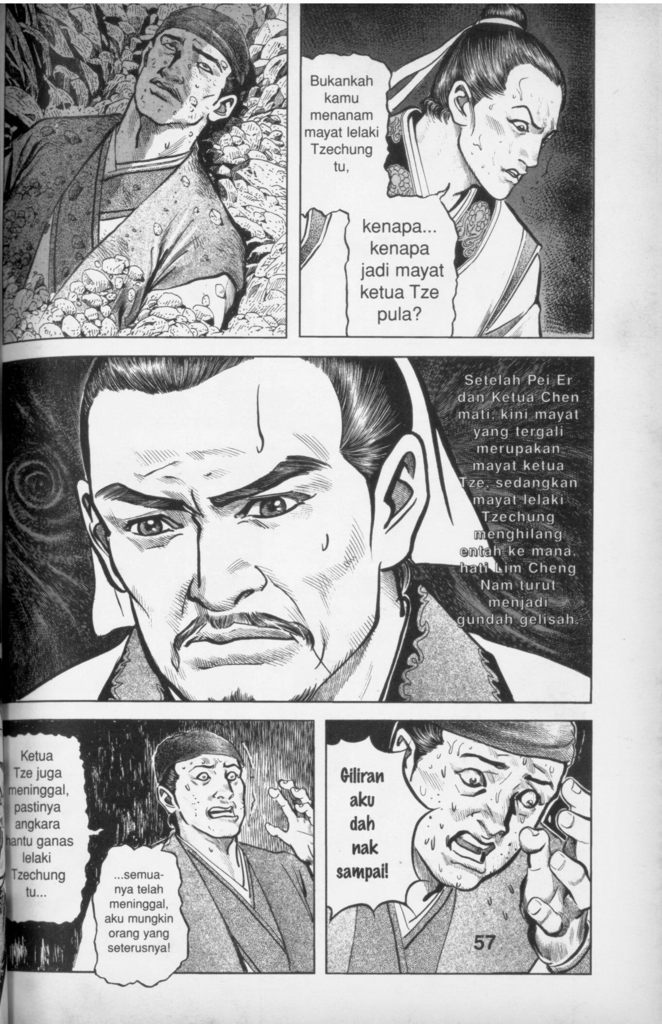 Bukankah
kamu
menanam
mayat lelaki
Tzechung
tu,
kenapa...
kenapa
jadi mayat
ketua Tze
pula?
Setelah Pei Er
dan Ketua Chen
mati, kini mayat
yang tergali
merupakan
mayat ketua
Tze, sedangkan
mayat lelaki
Tzechung
menghilang
entah ke mana,
hati Lim Cheng
Nam turut
menjadi
gundah gelisah.
Ketua
Tze juga
meninggal,
pastinya
angkara
hantu ganas
lelaki
Tzechung
tu...
...semua-
nya telah
meninggal,
aku mungkin
orang yang
seterusnya!
Giliran
aku
dah
nak
sampai!
57